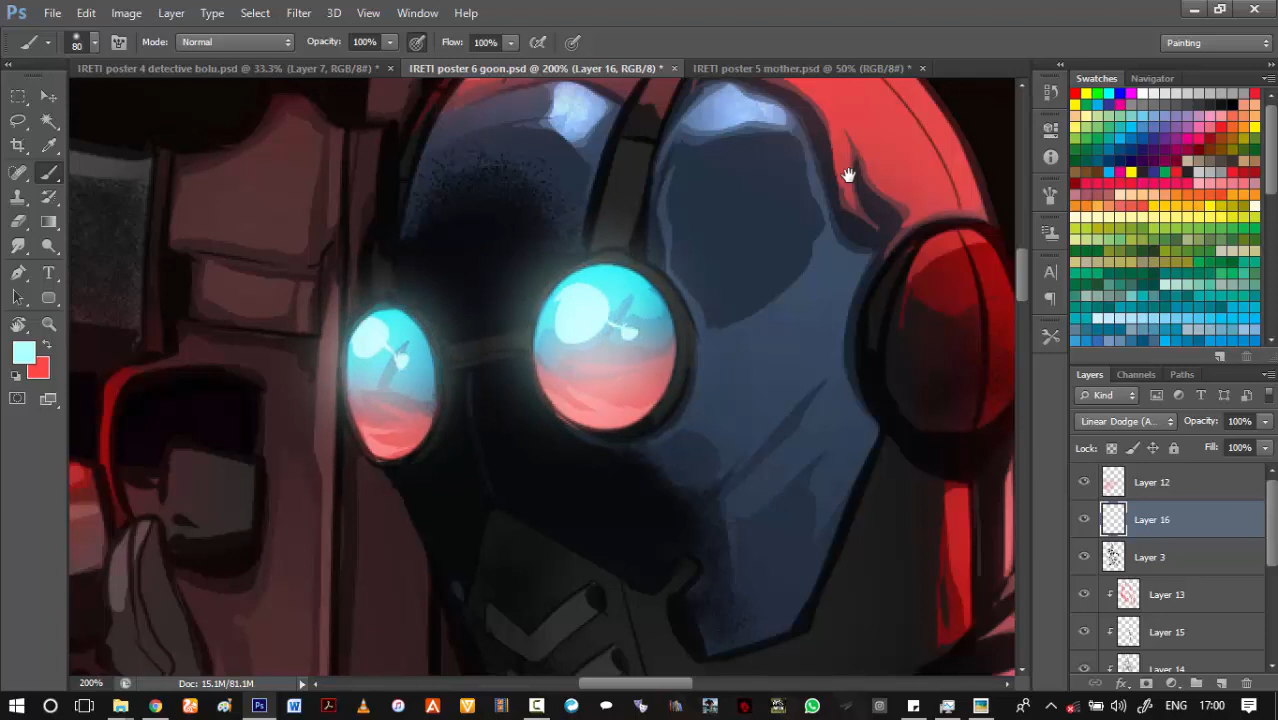 Ps File Edit Image Layer Type Select Filter 3D View Window Help
80 Mode: Normal Opacity: 100% Flow: 100% Painting
IRETI poster 4 detective bolu.psd @ 33.3% (Layer 7, RGB/8#) * × IRETI poster 6 goon.psd @ 200% (Layer 16, RGB/8) * × IRETI poster 5 mother.psd @ 50% (RGB/8#) * ×
Swatches Navigator
Layers Channels Paths
Kind
Linear Dodge (A... Opacity: 100%
Lock: Fill: 100%
Layer 12
Layer 16
Layer 3
Layer 13
Layer 15
Layer 14
200% Doc: 15.1M/81.1M
ENG 17:00